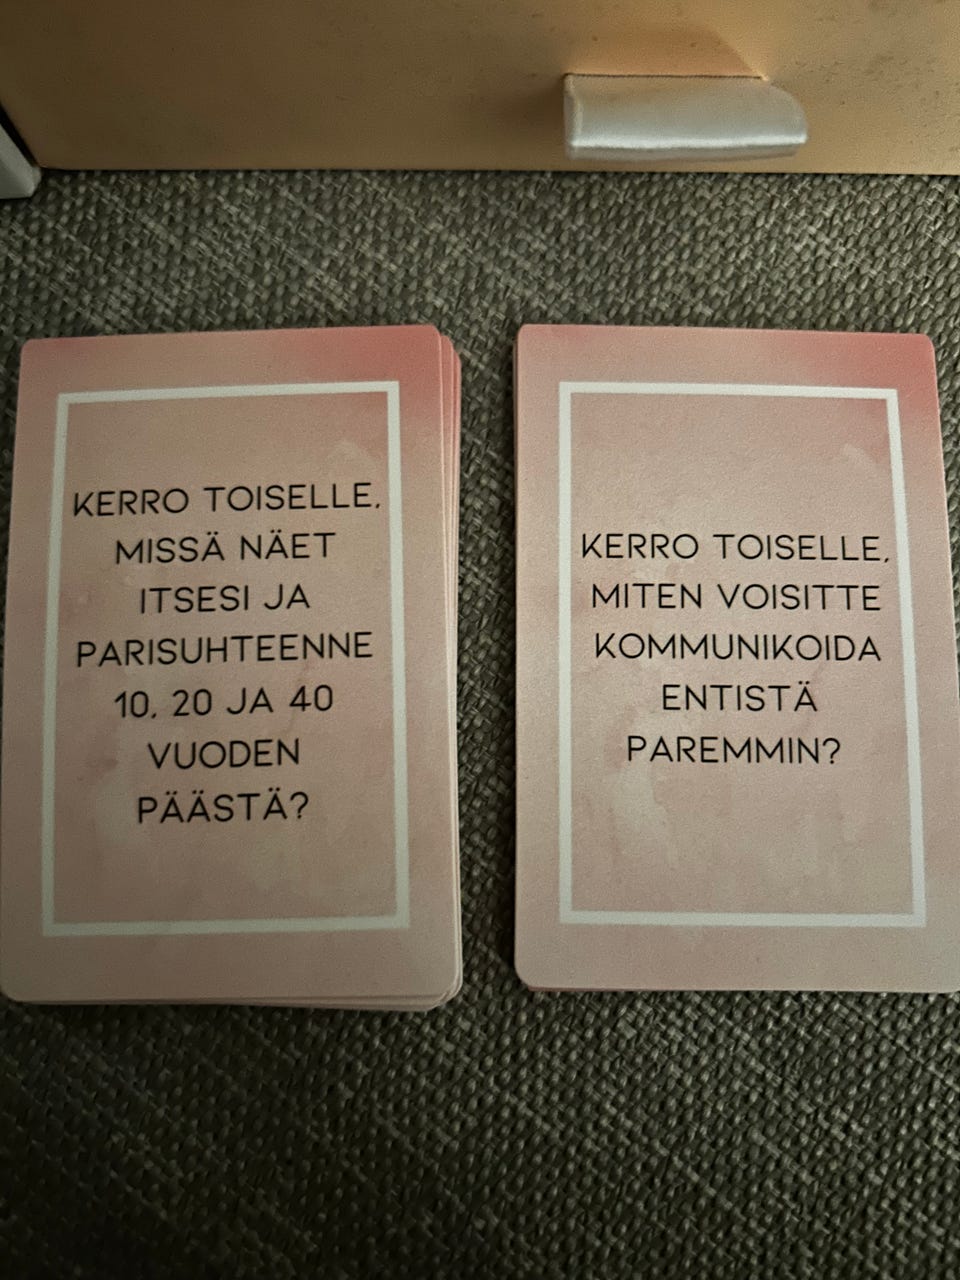 KERRO TOISELLE,
MISSÄ NÄET
ITSESI JA
PARISUHTEENNE
10, 20 JA 40
VUODEN
PÄÄSTÄ?
KERRO TOISELLE,
MITEN VOISITTE
KOMMUNIKOIDA
ENTISTÄ
PAREMMIN?